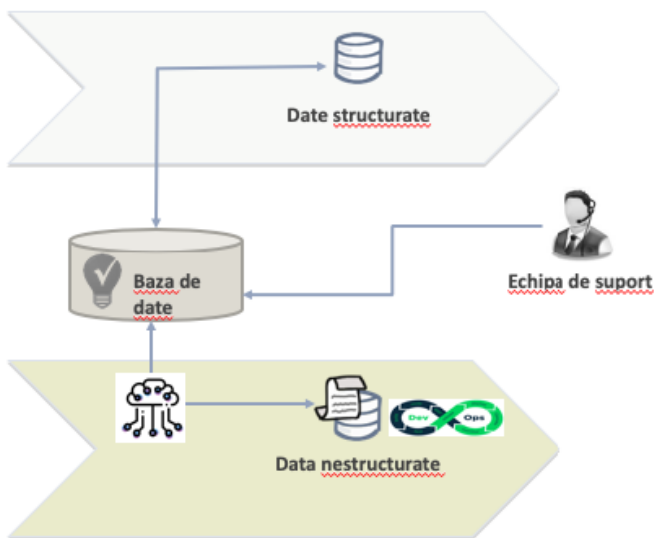 Date structurate
Baza de
date
Echipa de suport
Dev Ops
Data nestructurate